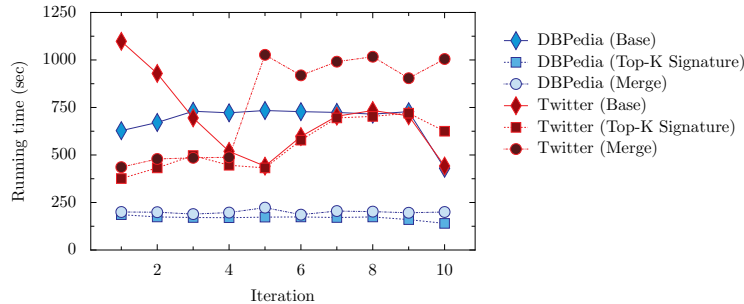 1250
1000
750
500
250
0
2 4 6 8 10
Running time (sec)
Iteration
DBPedia (Base)
DBPedia (Top-K Signature)
DBPedia (Merge)
Twitter (Base)
Twitter (Top-K Signature)
Twitter (Merge)